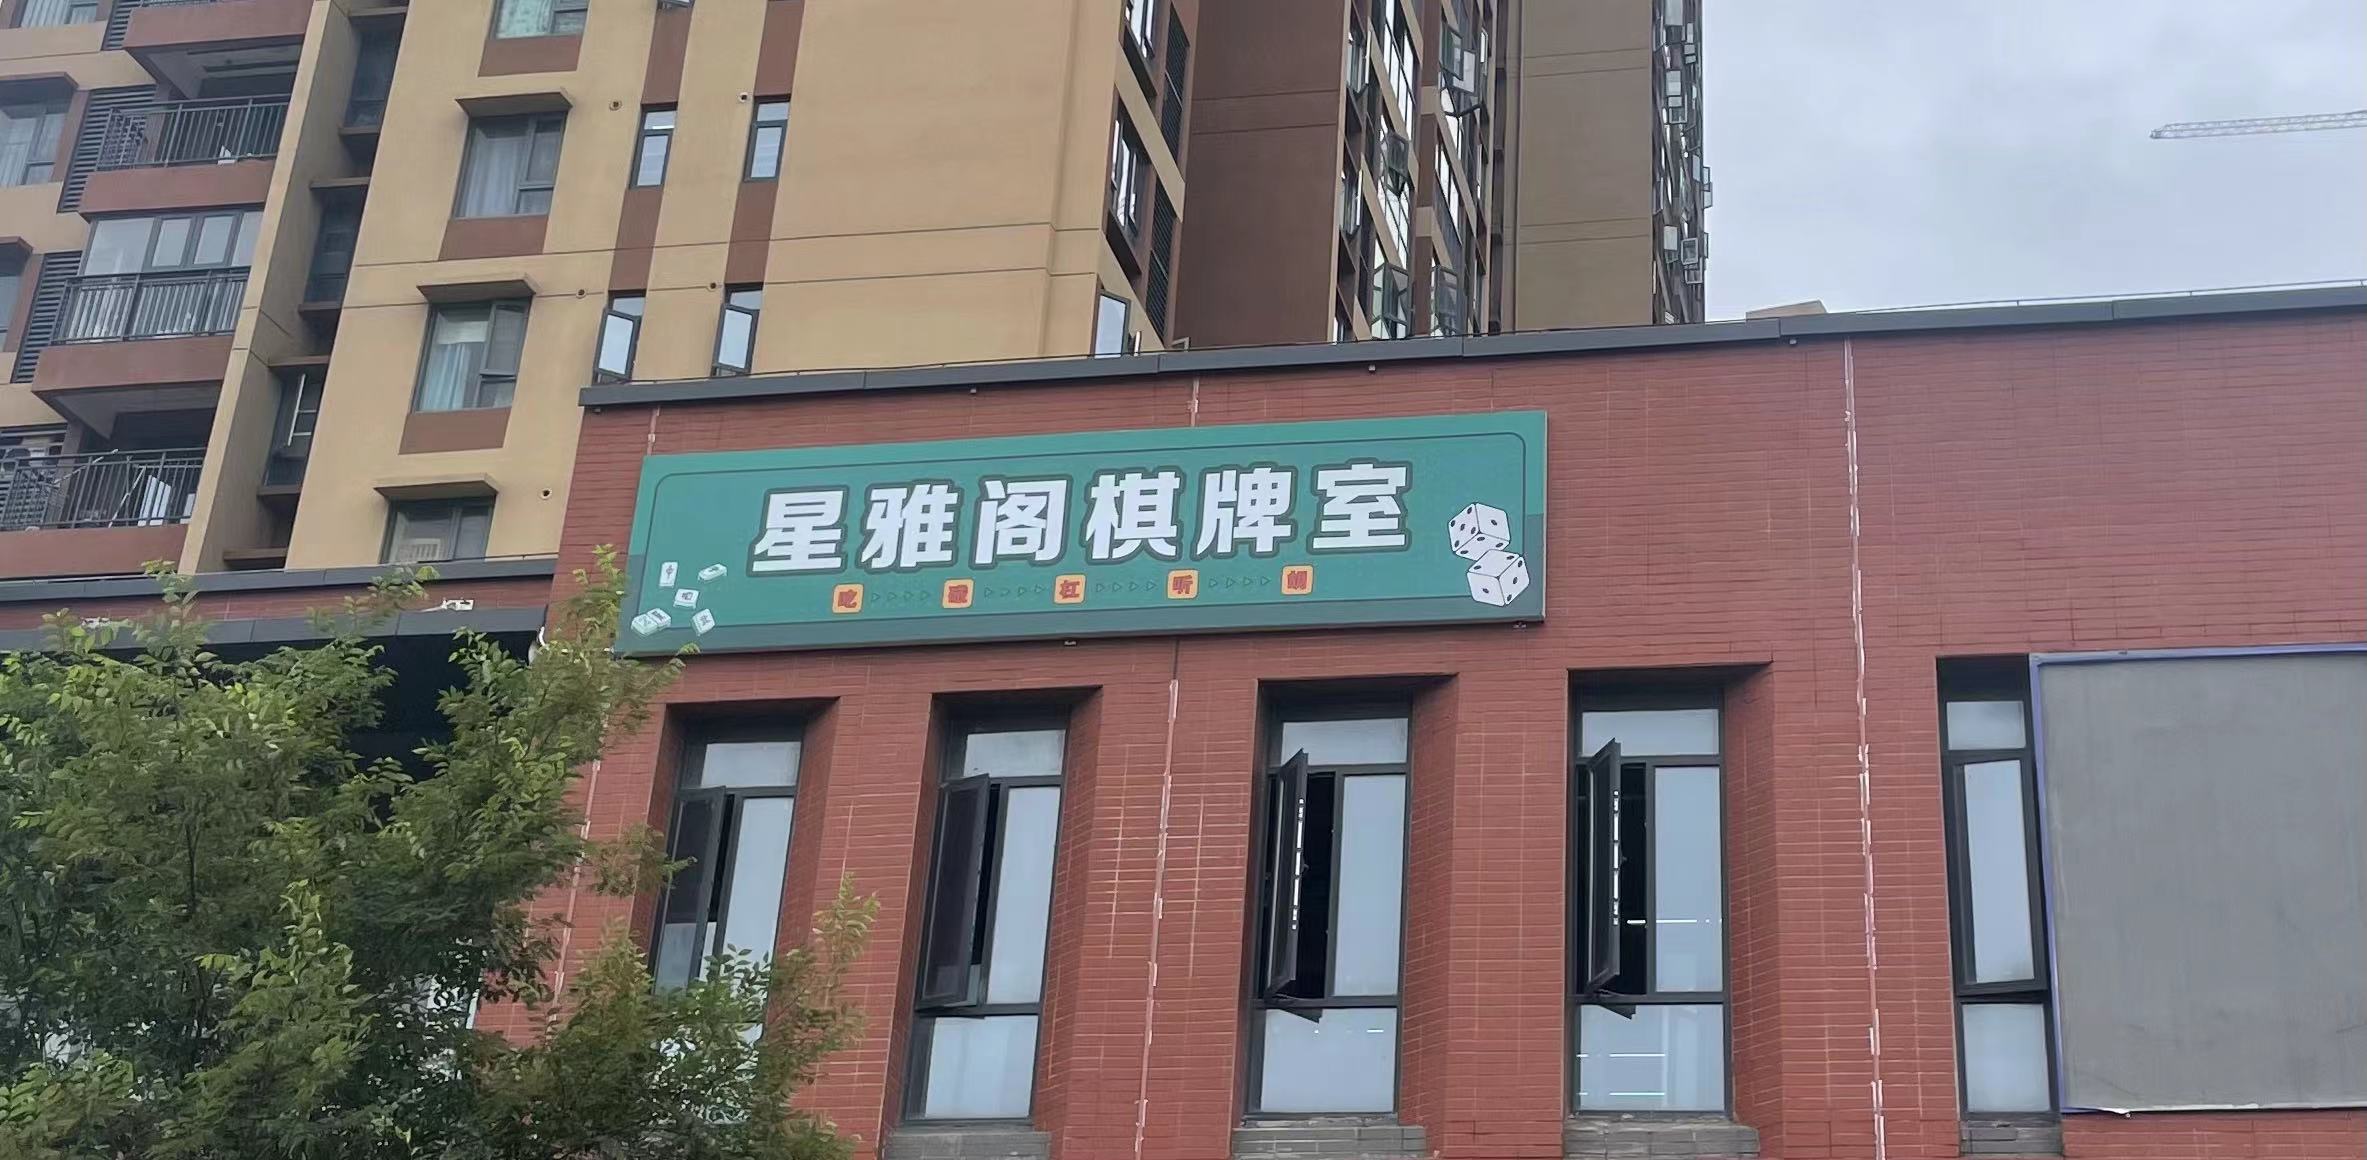 星雅阁棋牌室
吃 碰 杠 听 胡